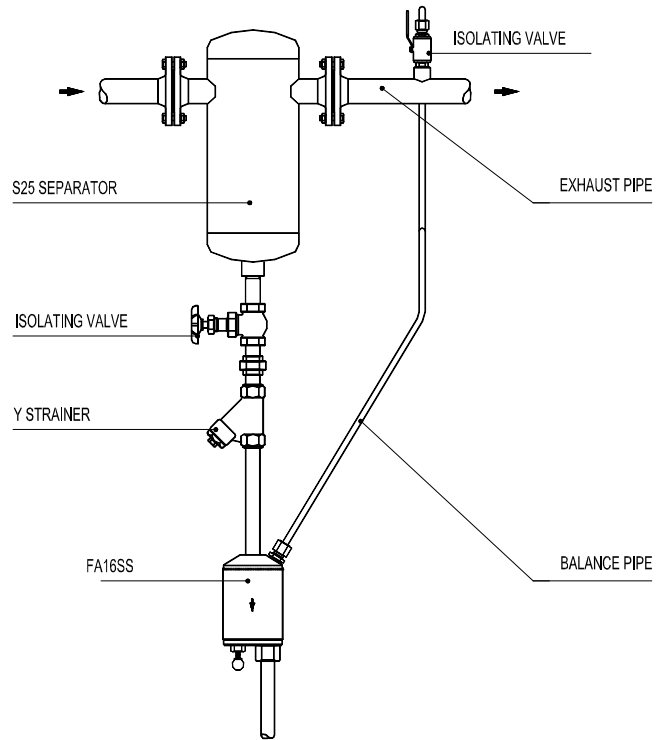 ISOLATING VALVE
S25 SEPARATOR
EXHAUST PIPE
ISOLATING VALVE
Y STRAINER
FA16SS
BALANCE PIPE